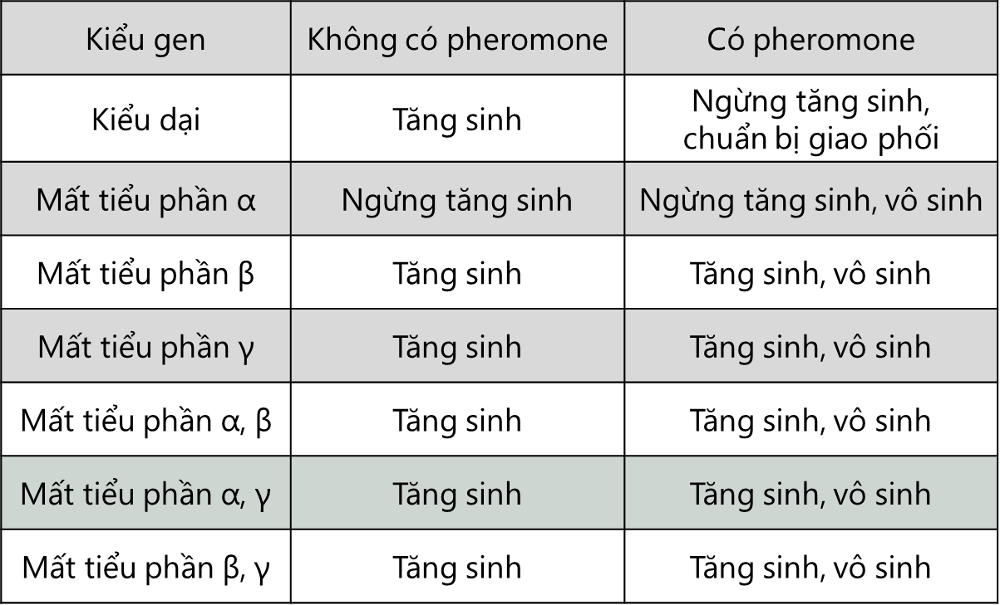 Kiểu gen Không có pheromone Có pheromone
Kiểu dại Tăng sinh Ngừng tăng sinh,
chuẩn bị giao phối
Mất tiểu phần α Ngừng tăng sinh Ngừng tăng sinh, vô sinh
Mất tiểu phần β Tăng sinh Tăng sinh, vô sinh
Mất tiểu phần γ Tăng sinh Tăng sinh, vô sinh
Mất tiểu phần α, β Tăng sinh Tăng sinh, vô sinh
Mất tiểu phần α, γ Tăng sinh Tăng sinh, vô sinh
Mất tiểu phần β, γ Tăng sinh Tăng sinh, vô sinh